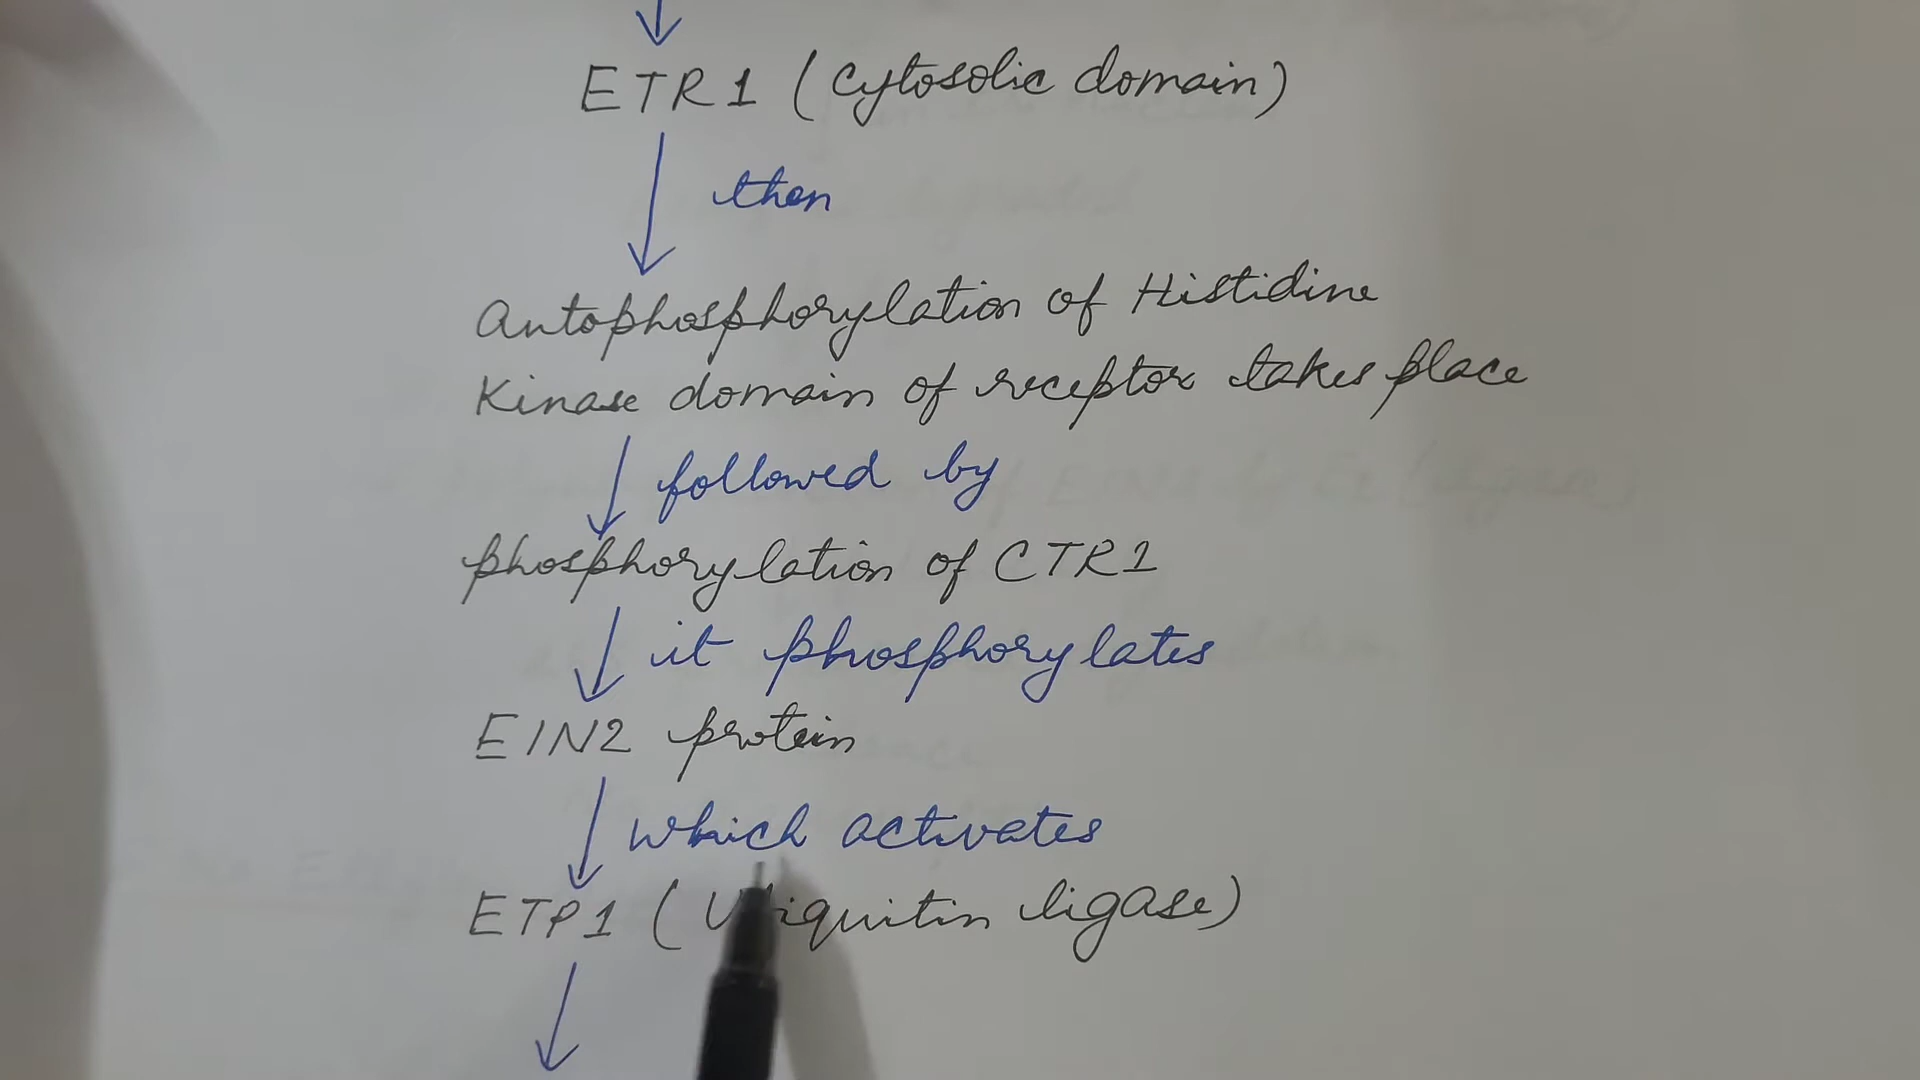 ETR1 (Cytosolic domain)
then
Autophosphorylation of Histidine
Kinase domain of receptor takes place
followed by
phosphorylation of CTR1
it phosphorylates
EIN2 protein
which activates
ETP1 (Ubiquitin ligase)